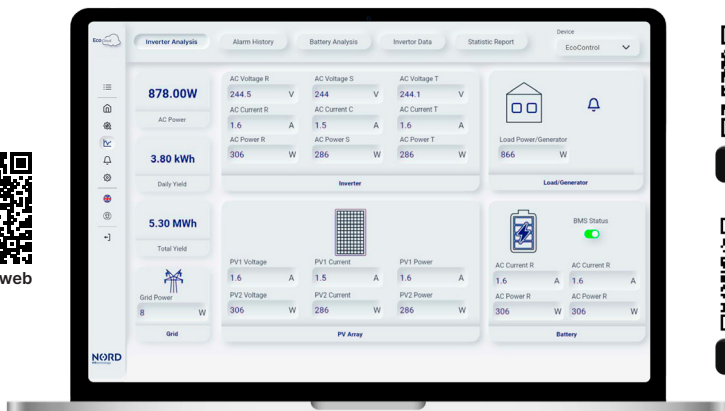 Eco cloud
Inverter Analysis
Alarm History
Battery Analysis
Invertor Data
Statistic Report
Device
EcoControl
878.00W
AC Power
3.80 kWh
Daily Yield
5.30 MWh
Total Yield
Grid Power
8 W
Grid
AC Voltage R AC Voltage S AC Voltage T
244.5 V 244 V 244.1 V
AC Current R AC Current C AC Current T
1.6 A 1.5 A 1.6 A
AC Power R AC Power S AC Power T
306 W 286 W 286 W
Inverter
Load Power/Generator
866 W
Load/Generator
PV1 Voltage PV1 Current PV1 Power
1.6 A 1.5 A 1.6 A
PV2 Voltage PV2 Current PV2 Power
306 W 286 W 286 W
PV Array
BMS Status
AC Current R AC Current R
1.6 A 1.6 A
AC Power R AC Power R
306 W 306 W
Battery
NORD
web